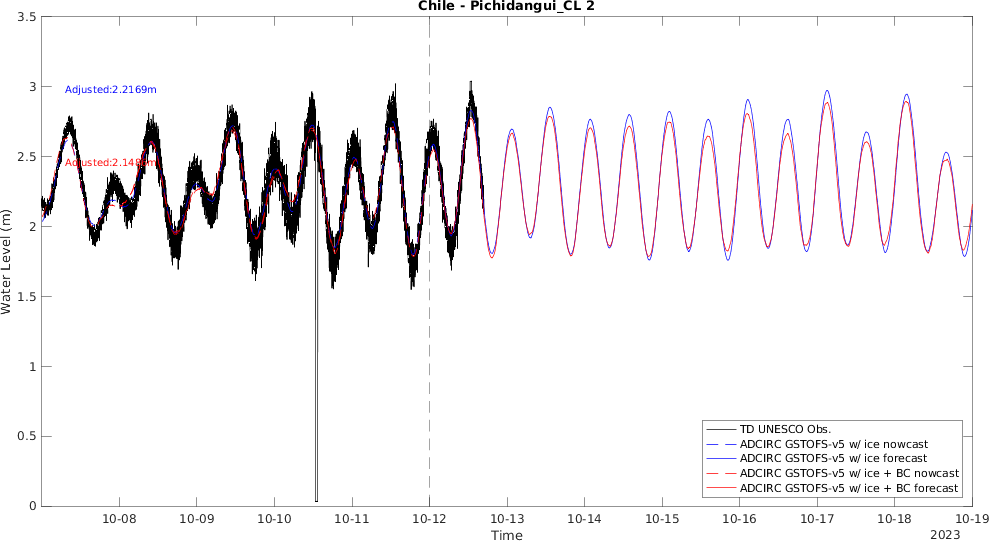 Chile - Pichidangui_CL 2
3.5
3
2.5
2
1.5
1
0.5
0
Water Level (m)
Adjusted:2.2169m
TD UNESCO Obs.
ADCIRC GSTOFS-v5 w/ ice nowcast
ADCIRC GSTOFS-v5 w/ ice forecast
ADCIRC GSTOFS-v5 w/ ice + BC nowcast
ADCIRC GSTOFS-v5 w/ ice + BC forecast
10-08 10-09 10-10 10-11 10-12 10-13 10-14 10-15 10-16 10-17 10-18 10-19
Time
2023